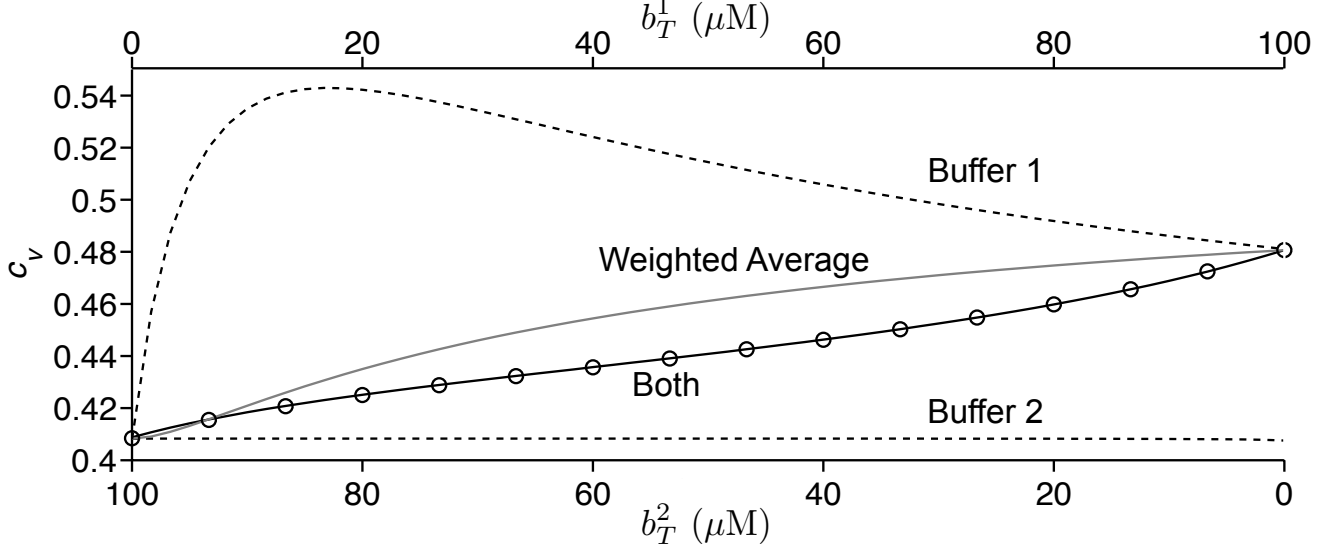 b_T^1 (μM)
0 20 40 60 80 100
0.54
0.52
0.5
0.48
0.46
0.44
0.42
0.4
c_v
Buffer 1
Weighted Average
Both
Buffer 2
100 80 60 40 20 0
b_T^2 (μM)